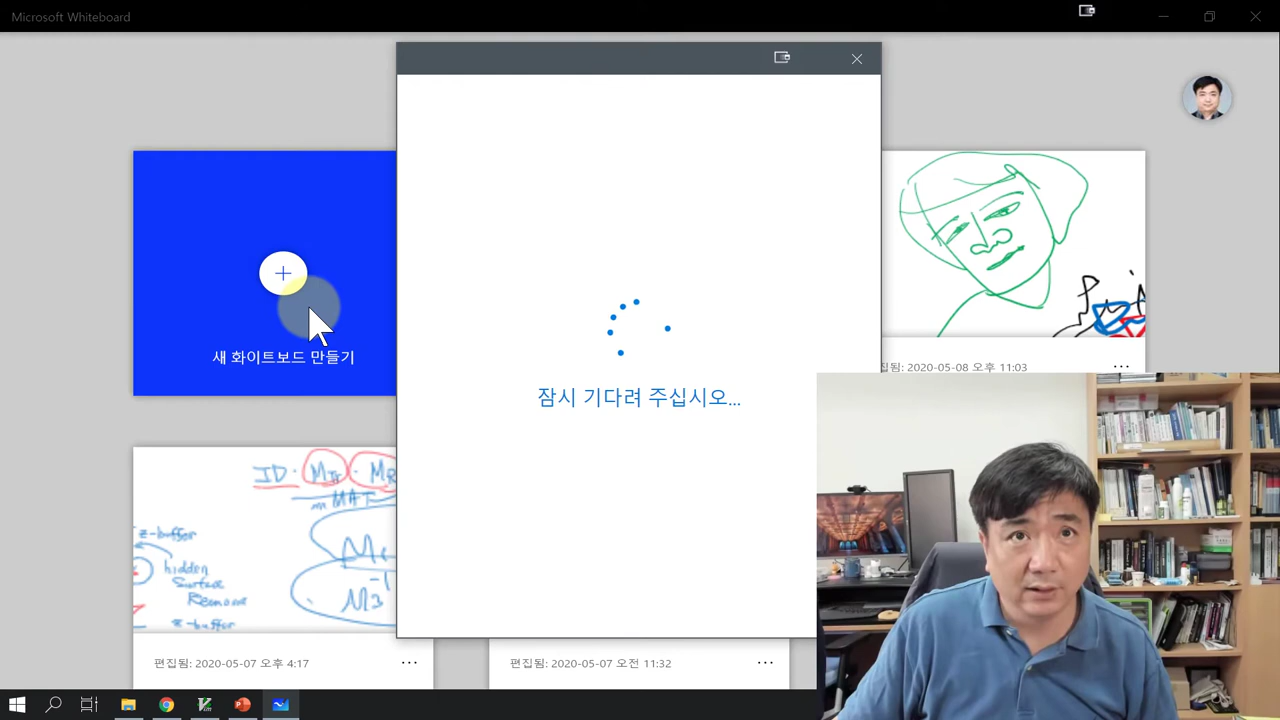 Microsoft Whiteboard
새 화이트보드 만들기
잠시 기다려 주십시오...
집됨: 2020-05-08 오후 11:03
ID · M
z-buffer
hidden
Surface
Remove
z-buffer
편집됨: 2020-05-07 오후 4:17
편집됨: 2020-05-07 오전 11:32